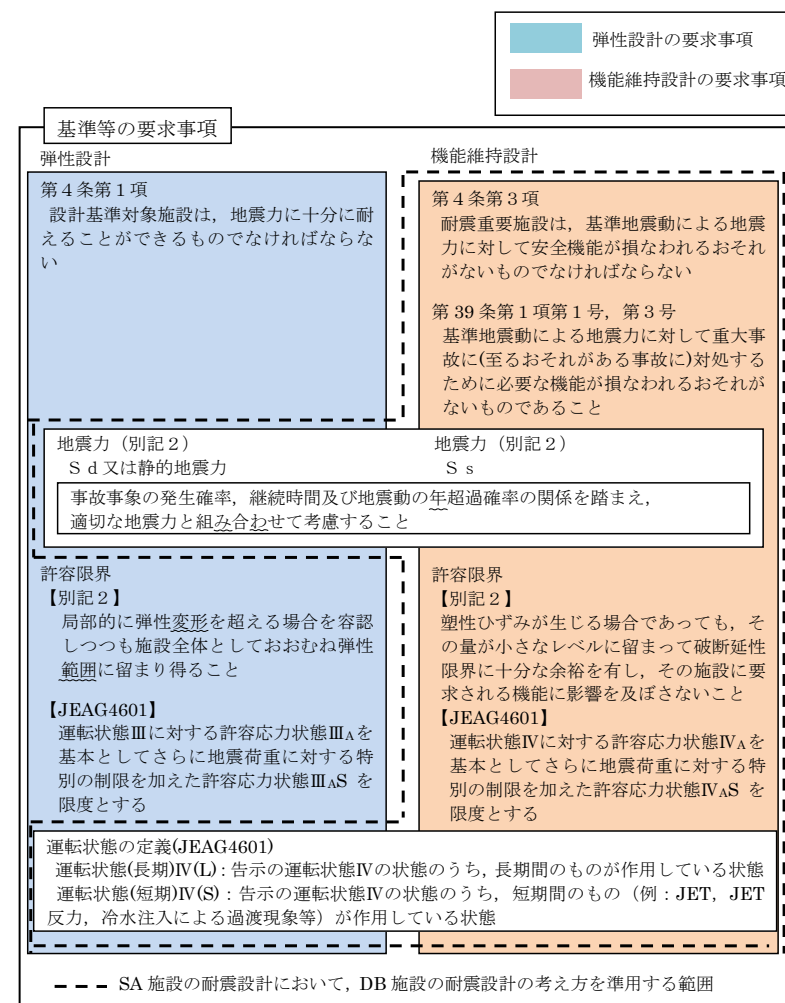 弾性設計の要求事項
機能維持設計の要求事項
基準等の要求事項
弾性設計
第4条第1項
設計基準対象施設は，地震力に十分に耐
えることができるものでなければならな
い
機能維持設計
第4条第3項
耐震重要施設は，基準地震動による地震
力に対して安全機能が損なわれるおそれ
がないものでなければならない
第39条第1項第1号，第3号
基準地震動による地震力に対して重大事
故に(至るおそれがある事故に)対処する
ために必要な機能が損なわれるおそれが
ないものであること
地震力（別記２）
Ｓｄ又は静的地震力
地震力（別記２）
Ｓｓ
事故事象の発生確率，継続時間及び地震動の年超過確率の関係を踏まえ，
適切な地震力と組み合わせて考慮すること
許容限界
【別記２】
局部的に弾性変形を超える場合を容認
しつつも施設全体としておおむね弾性
範囲に留まり得ること
【JEAG4601】
運転状態Ⅲに対する許容応力状態ⅢAを
基本としてさらに地震荷重に対する特
別の制限を加えた許容応力状態ⅢAS を
限度とする
許容限界
【別記２】
塑性ひずみが生じる場合であっても，そ
の量が小さなレベルに留まって破断延性
限界に十分な余裕を有し，その施設に要
求される機能に影響を及ぼさないこと
【JEAG4601】
運転状態Ⅳに対する許容応力状態ⅣAを
基本としてさらに地震荷重に対する特
別の制限を加えた許容応力状態ⅣAS を
限度とする
運転状態の定義(JEAG4601)
運転状態(長期)Ⅳ(L)：告示の運転状態Ⅳの状態のうち，長期間のものが作用している状態
運転状態(短期)Ⅳ(S)：告示の運転状態Ⅳの状態のうち，短期間のもの（例：JET，JET
反力，冷水注入による過渡現象等）が作用している状態
SA 施設の耐震設計において，DB 施設の耐震設計の考え方を準用する範囲